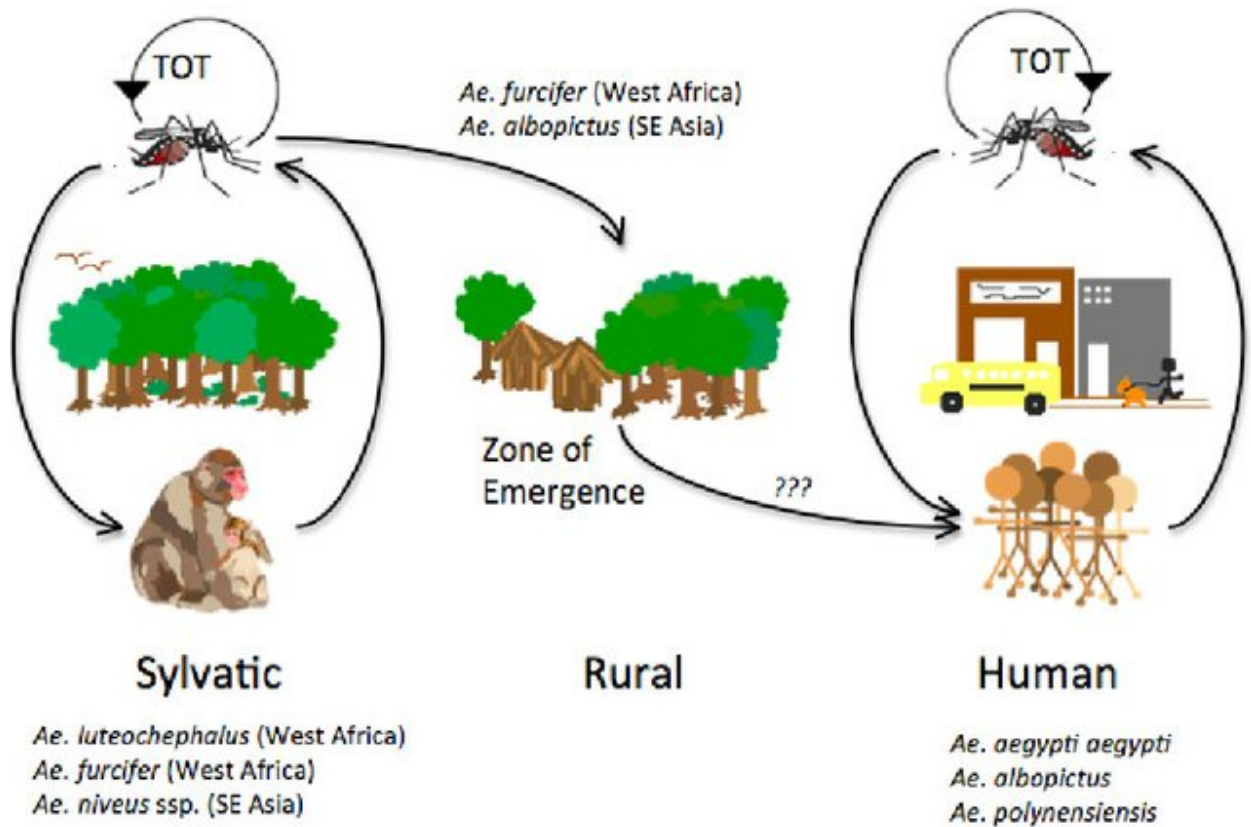 TOT
Ae. furcifer (West Africa)
Ae. albopictus (SE Asia)
TOT
Zone of
Emergence
???
Sylvatic
Rural
Human
Ae. luteochephalus (West Africa)
Ae. furcifer (West Africa)
Ae. niveus ssp. (SE Asia)
Ae. aegypti aegypti
Ae. albopictus
Ae. polynensiensis